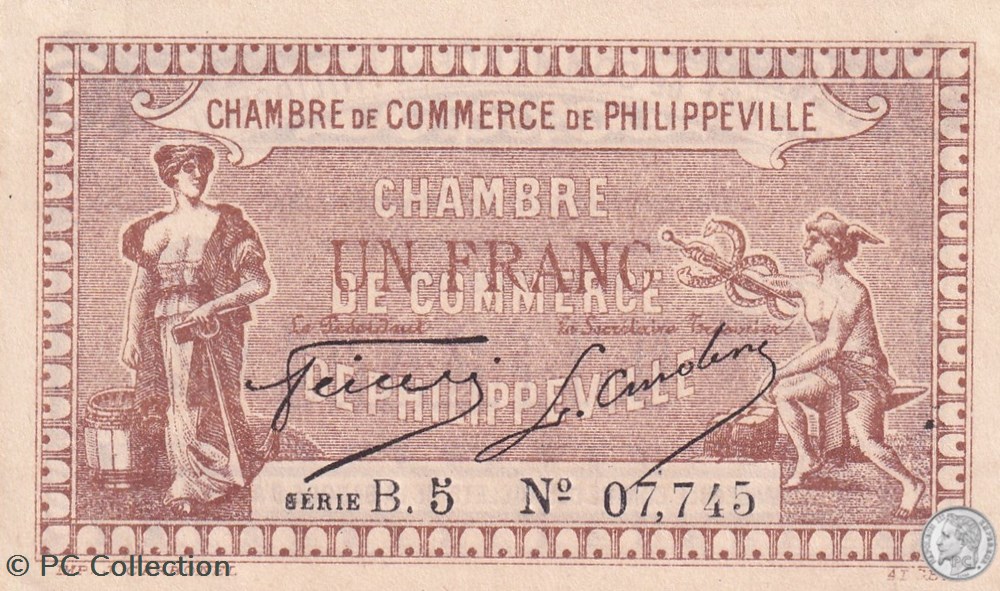 CHAMBRE DE COMMERCE DE PHILIPPEVILLE
CHAMBRE
UN FRANC
DE COMMERCE
Le Président Le Secrétaire Trésorier
DE PHILIPPEVILLE
SÉRIE B.5 Nº 07,745
© PC Collection